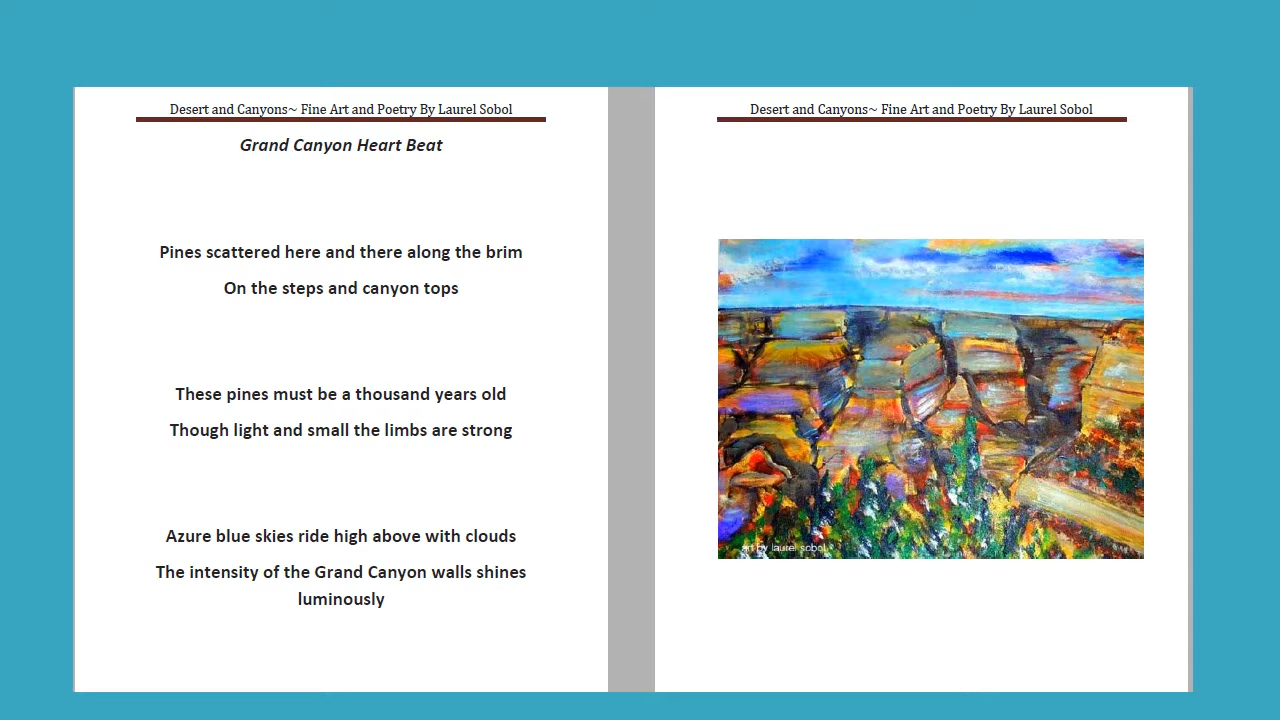 Desert and Canyons~ Fine Art and Poetry By Laurel Sobol
Grand Canyon Heart Beat
Pines scattered here and there along the brim
On the steps and canyon tops
These pines must be a thousand years old
Though light and small the limbs are strong
Azure blue skies ride high above with clouds
The intensity of the Grand Canyon walls shines
luminously
Desert and Canyons~ Fine Art and Poetry By Laurel Sobol
art by laurel sobol